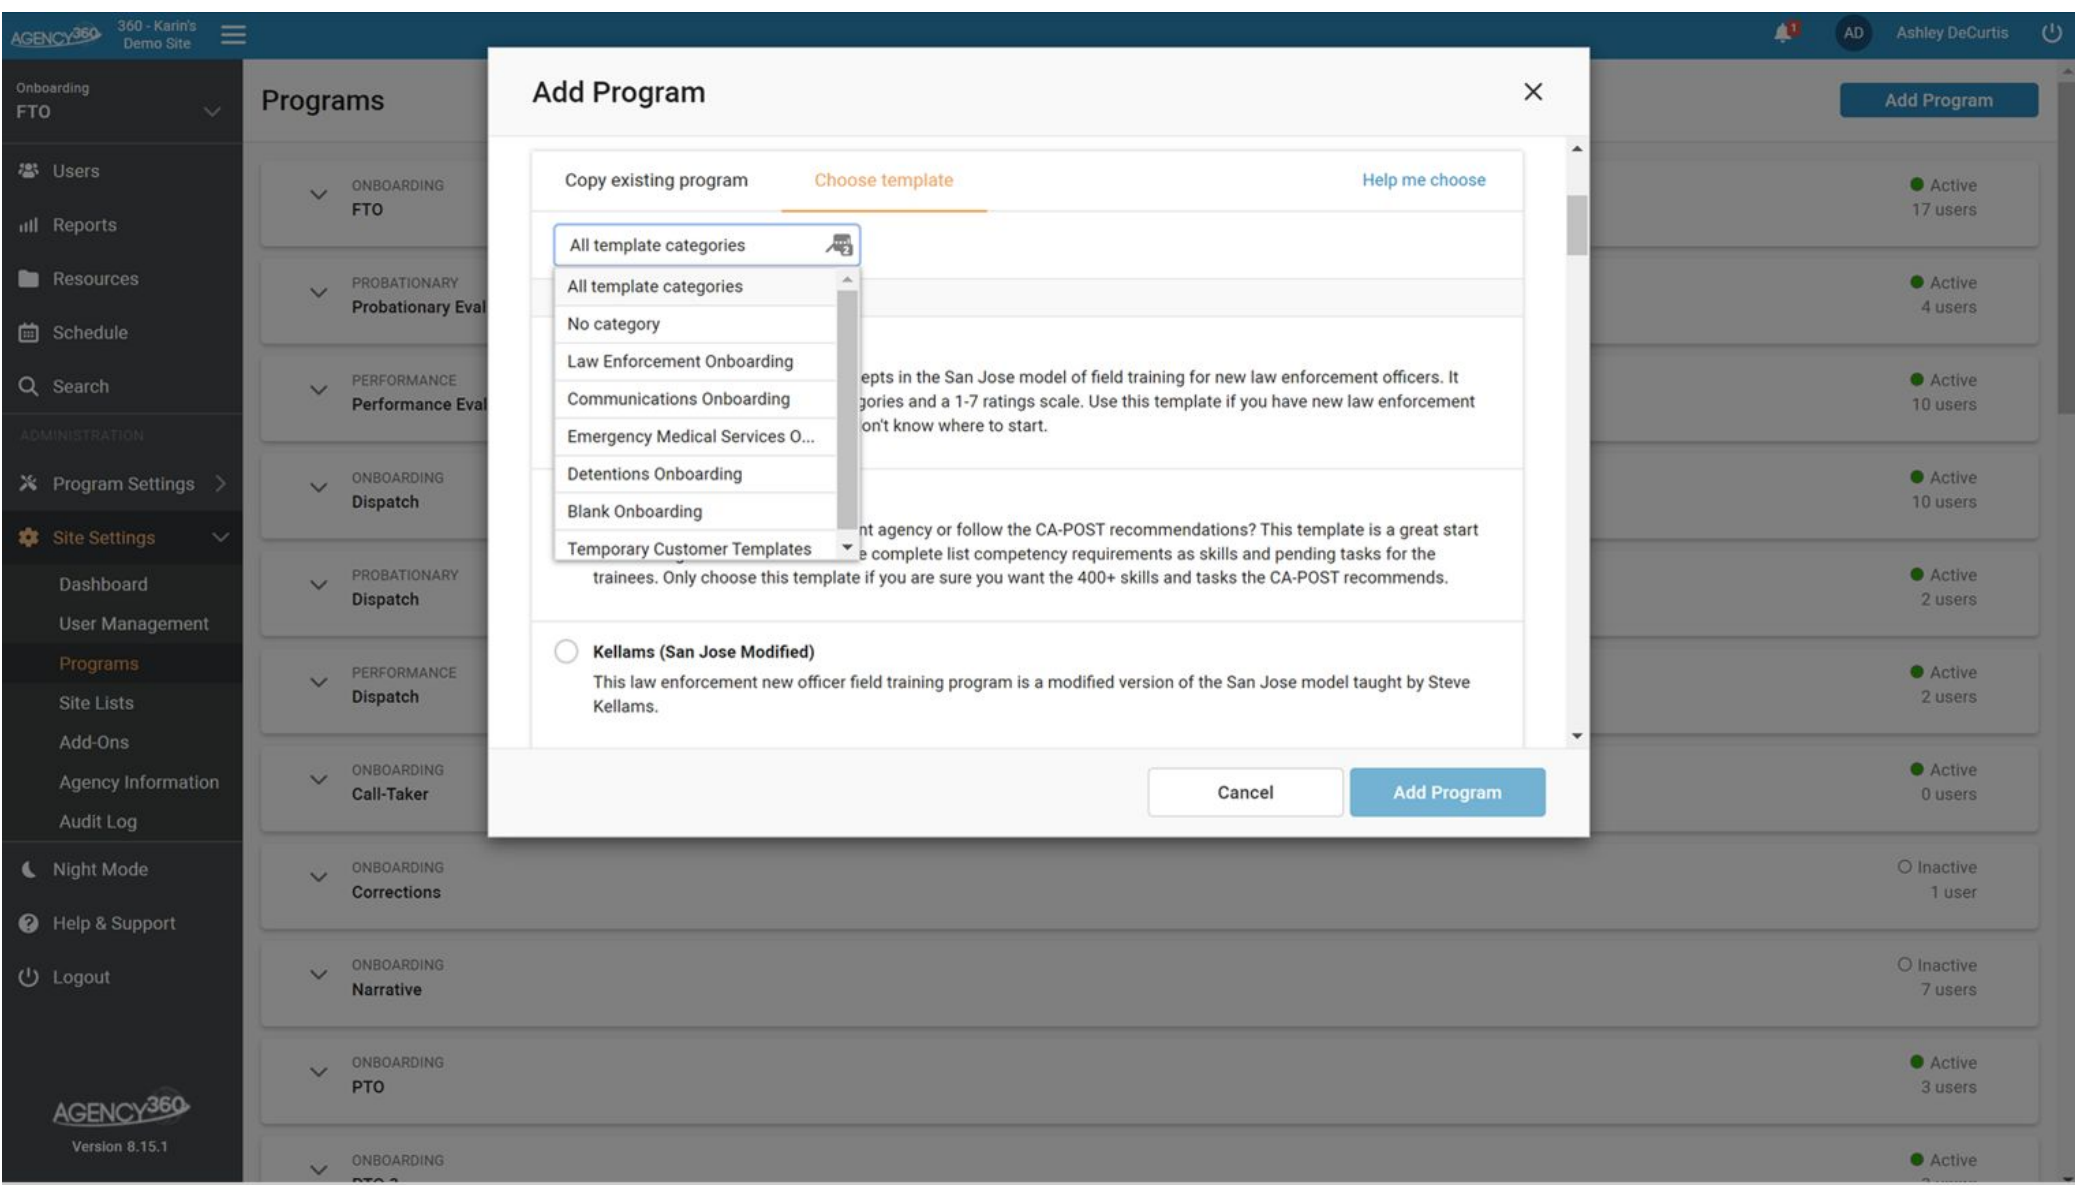 AGENCY360
360 - Karin's
Demo Site
1
AD
Ashley DeCurtis
Onboarding
FTO
Users
Reports
Resources
Schedule
Search
ADMINISTRATION
Program Settings
Site Settings
Dashboard
User Management
Programs
Site Lists
Add-Ons
Agency Information
Audit Log
Night Mode
Help & Support
Logout
AGENCY360
Version 8.15.1
Programs
Add Program
ONBOARDING
FTO
Active
17 users
PROBATIONARY
Probationary Eval
Active
4 users
PERFORMANCE
Performance Eval
Active
10 users
ONBOARDING
Dispatch
Active
10 users
PROBATIONARY
Dispatch
Active
2 users
PERFORMANCE
Dispatch
Active
2 users
ONBOARDING
Call-Taker
Active
0 users
ONBOARDING
Corrections
Inactive
1 user
ONBOARDING
Narrative
Inactive
7 users
ONBOARDING
PTO
Active
3 users
ONBOARDING
Active
Add Program
Copy existing program
Choose template
Help me choose
All template categories
2
All template categories
No category
Law Enforcement Onboarding
Communications Onboarding
Emergency Medical Services O...
Detentions Onboarding
Blank Onboarding
Temporary Customer Templates
epts in the San Jose model of field training for new law enforcement officers. It
gories and a 1-7 ratings scale. Use this template if you have new law enforcement
on't know where to start.
nt agency or follow the CA-POST recommendations? This template is a great start
e complete list competency requirements as skills and pending tasks for the
trainees. Only choose this template if you are sure you want the 400+ skills and tasks the CA-POST recommends.
Kellams (San Jose Modified)
This law enforcement new officer field training program is a modified version of the San Jose model taught by Steve
Kellams.
Cancel
Add Program